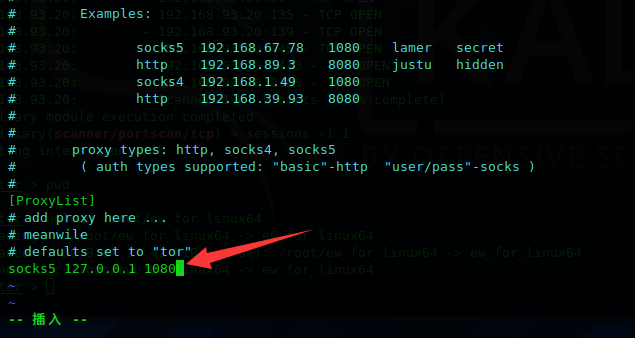 #        Examples:
#
#               socks5  192.168.67.78   1080    lamer   secret
#               http    192.168.89.3    8080    justu   hidden
#               socks4  192.168.1.49    1080
#               http    192.168.39.93   8080
#
#
#       proxy types: http, socks4, socks5
#        ( auth types supported: "basic"-http  "user/pass"-socks )
#
[ProxyList]
# add proxy here ...
# meanwile
# defaults set to "tor"
socks5 127.0.0.1 1080
~
~
-- 插入 --